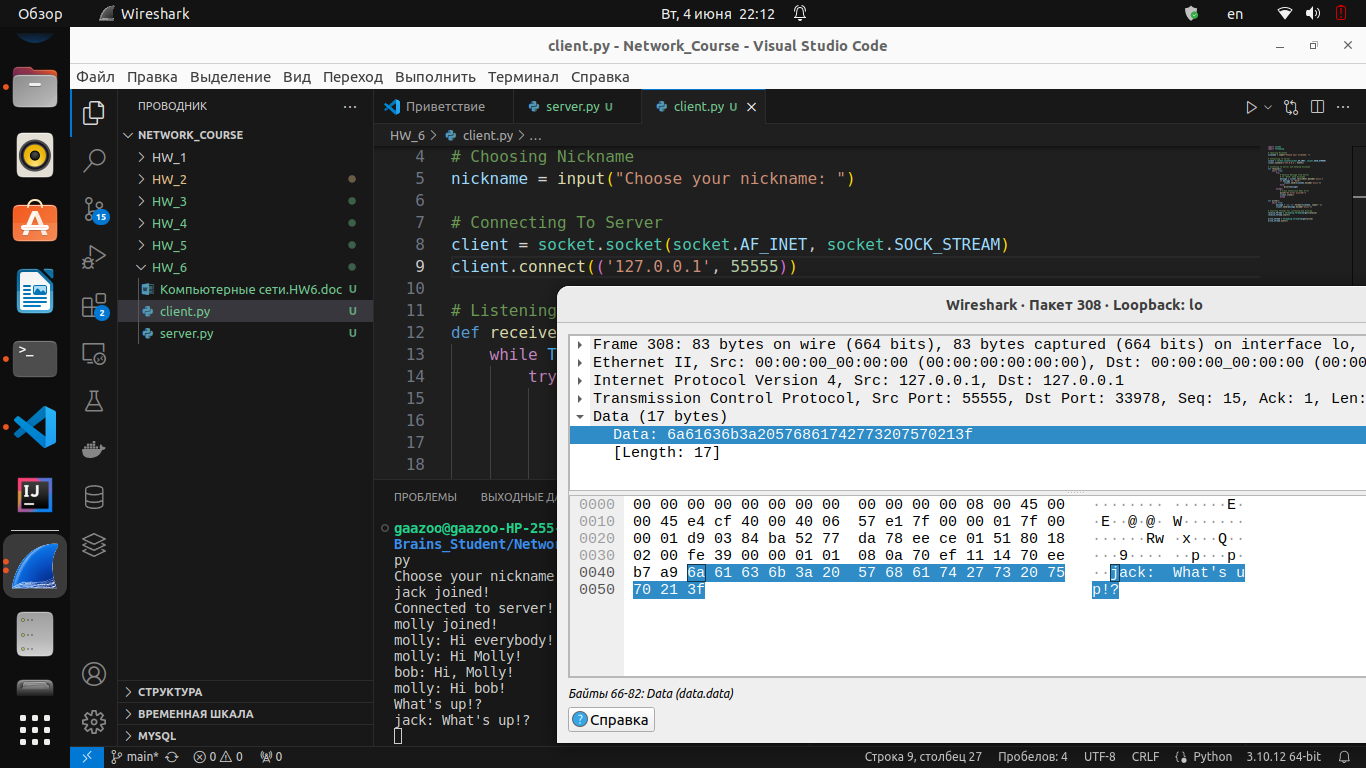 Обзор Wireshark Вт, 4 июня 22:12 en
client.py - Network_Course - Visual Studio Code
Файл Правка Выделение Вид Переход Выполнить Терминал Справка
ПРОВОДНИК ...
NETWORK_COURSE
HW_1
HW_2
HW_3
HW_4
HW_5
HW_6
Компьютерные сети.HW6.doc U
client.py U
server.py U
СТРУКТУРА
ВРЕМЕННАЯ ШКАЛА
MYSQL
15
2
Приветствие server.py U client.py U
HW_6 > client.py > ...
4 # Choosing Nickname
5 nickname = input("Choose your nickname: ")
6
7 # Connecting To Server
8 client = socket.socket(socket.AF_INET, socket.SOCK_STREAM)
9 client.connect(('127.0.0.1', 55555))
10
11 # Listening
12 def receive
13 while T
14 try
15
16
17
18
ПРОБЛЕМЫ ВЫХОДНЫЕ ДА
gaazoo@gaazoo-HP-255-
Brains_Student/Netwo
py
Choose your nickname
jack joined!
Connected to server!
molly joined!
molly: Hi everybody!
molly: Hi Molly!
bob: Hi, Molly!
molly: Hi bob!
What's up!?
jack: What's up!?
Wireshark · Пакет 308 · Loopback: lo
Frame 308: 83 bytes on wire (664 bits), 83 bytes captured (664 bits) on interface lo,
Ethernet II, Src: 00:00:00_00:00:00 (00:00:00:00:00:00), Dst: 00:00:00_00:00:00 (00:00
Internet Protocol Version 4, Src: 127.0.0.1, Dst: 127.0.0.1
Transmission Control Protocol, Src Port: 55555, Dst Port: 33978, Seq: 15, Ack: 1, Len:
Data (17 bytes)
Data: 6a61636b3a20576861742773207570213f
[Length: 17]
0000 00 00 00 00 00 00 00 00 00 00 00 00 08 00 45 00 ········ ······E·
0010 00 45 e4 cf 40 00 40 06 57 e1 7f 00 00 01 7f 00 ·E··@·@· W·······
0020 00 01 d9 03 84 ba 52 77 da 78 ee ce 01 51 80 18 ······Rw ·x···Q··
0030 02 00 fe 39 00 00 01 01 08 0a 70 ef 11 14 70 ee ···9···· ··p···p·
0040 b7 a9 6a 61 63 6b 3a 20 57 68 61 74 27 73 20 75 ··jack: What's u
0050 70 21 3f p!?
Байты 66-82: Data (data.data)
Справка
main* 0 0 0 Строка 9, столбец 27 Пробелов: 4 UTF-8 CRLF Python 3.10.12 64-bit